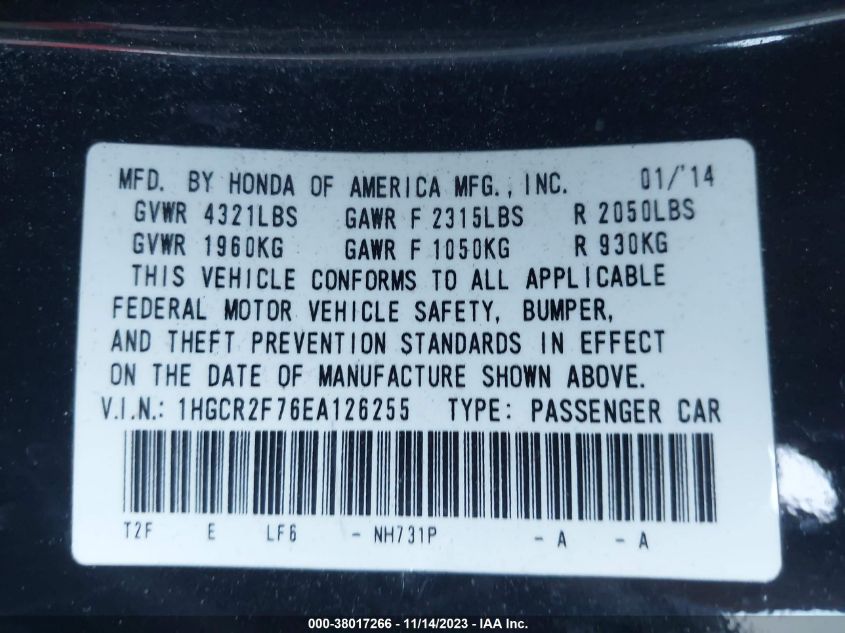 MFD. BY HONDA OF AMERICA MFG., INC. 01/'14
GVWR 4321LBS GAWR F 2315LBS R 2050LBS
GVWR 1960KG GAWR F 1050KG R 930KG
THIS VEHICLE CONFORMS TO ALL APPLICABLE
FEDERAL MOTOR VEHICLE SAFETY, BUMPER,
AND THEFT PREVENTION STANDARDS IN EFFECT
ON THE DATE OF MANUFACTURE SHOWN ABOVE.
V.I.N.: 1HGCR2F76EA126255 TYPE: PASSENGER CAR
T2F E LF6 - NH731P - A - A
000-38017266 - 11/14/2023 - IAA Inc.